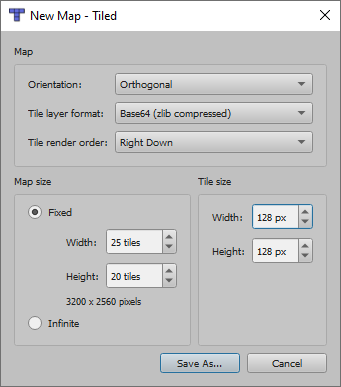 New Map - Tiled
Map
Orientation: Orthogonal
Tile layer format: Base64 (zlib compressed)
Tile render order: Right Down
Map size
Fixed
Width: 25 tiles
Height: 20 tiles
3200 x 2560 pixels
Infinite
Tile size
Width: 128 px
Height: 128 px
Save As...
Cancel